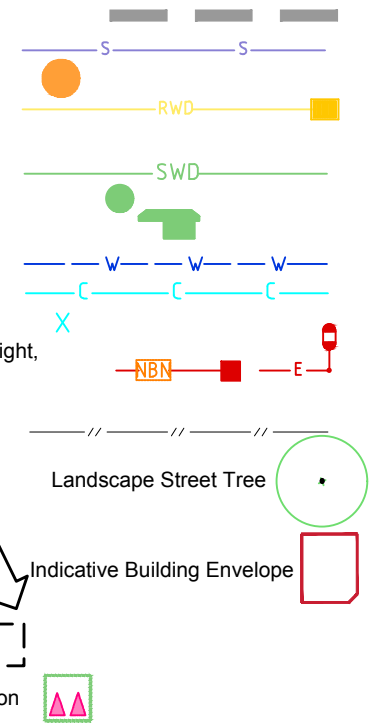 S S
RWD
SWD
W W W
C C C
X
ight,
NBN E
// // //
Landscape Street Tree
Indicative Building Envelope
on